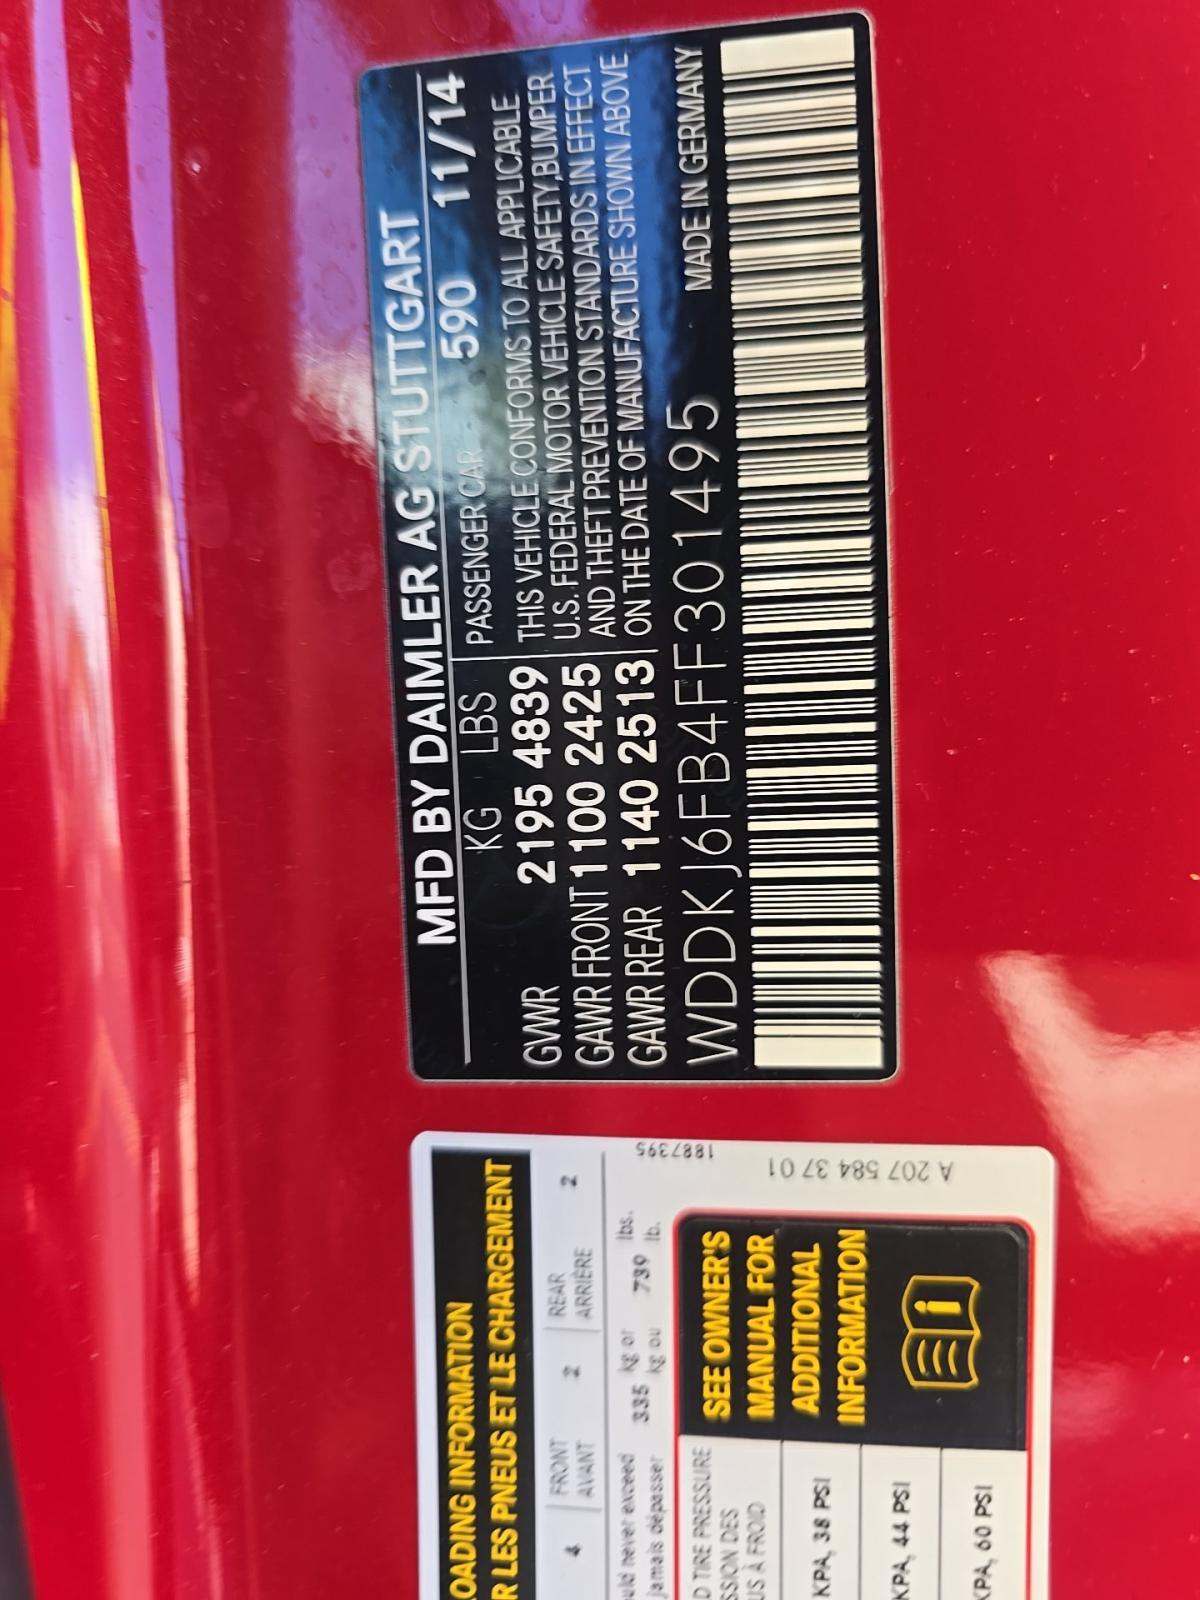 MFD BY DAIMLER AG STUTTGART
KG LBS PASSENGER CAR 590 11/14
GVWR 2195 4839 THIS VEHICLE CONFORMS TO ALL APPLICABLE
U.S. FEDERAL MOTOR VEHICLE SAFETY,BUMPER
GAWR FRONT 1100 2425 AND THEFT PREVENTION STANDARDS IN EFFECT
GAWR REAR 1140 2513 ON THE DATE OF MANUFACTURE SHOWN ABOVE
WDDKJ6FB4FF301495 MADE IN GERMANY
LOADING INFORMATION
R LES PNEUS ET LE CHARGEMENT
4 FRONT 2 REAR 2
AVANT ARRIÈRE
uld never exceed 335 kg or 739 lbs.
jamais dépasser kg ou lb.
1887395
A 207 584 37 01
D TIRE PRESSURE
SSION DES
US À FROID
KPA, 38 PSI
KPA, 44 PSI
KPA, 60 PSI
SEE OWNER'S
MANUAL FOR
ADDITIONAL
INFORMATION